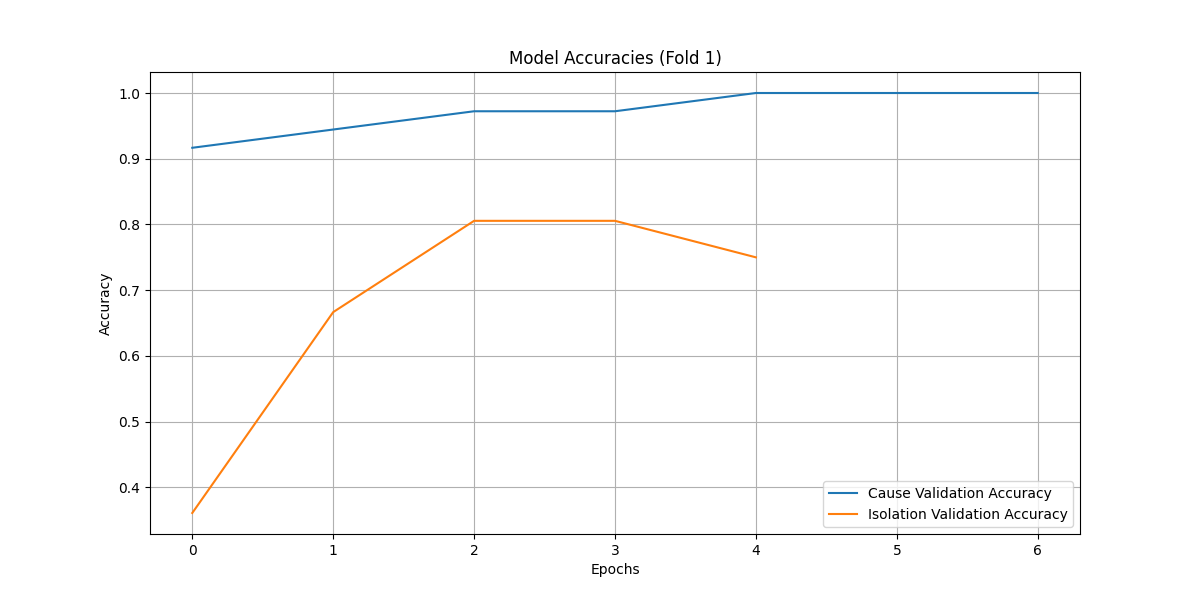 Model Accuracies (Fold 1)
Accuracy
1.0
0.9
0.8
0.7
0.6
0.5
0.4
0
1
2
3
4
5
6
Epochs
Cause Validation Accuracy
Isolation Validation Accuracy